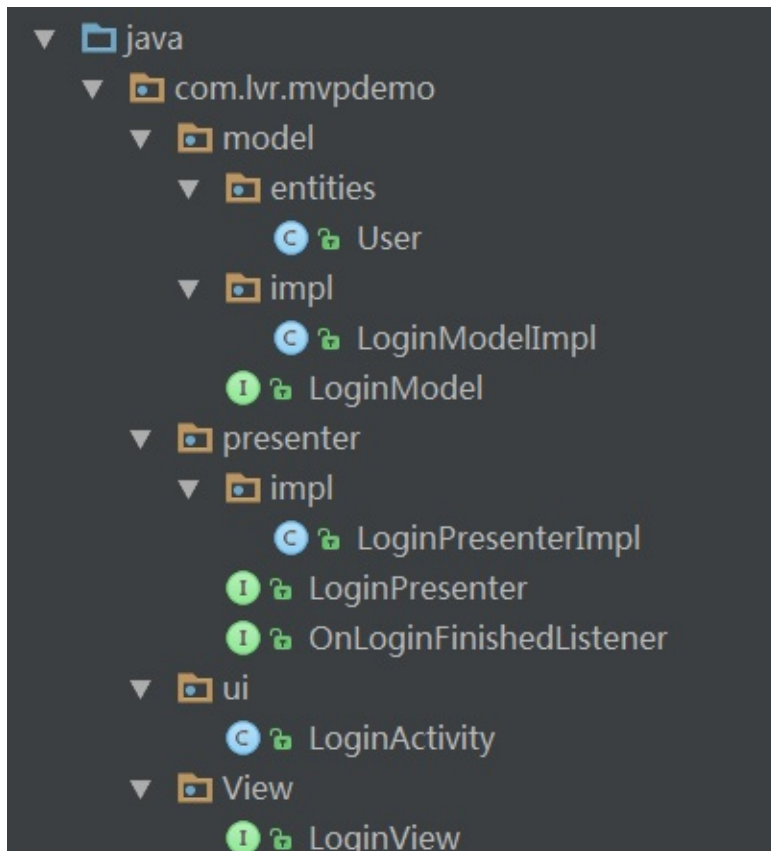 java
com.lvr.mvpdemo
model
entities
C User
impl
C LoginModelImpl
I LoginModel
presenter
impl
C LoginPresenterImpl
I LoginPresenter
I OnLoginFinishedListener
ui
C LoginActivity
View
I LoginView